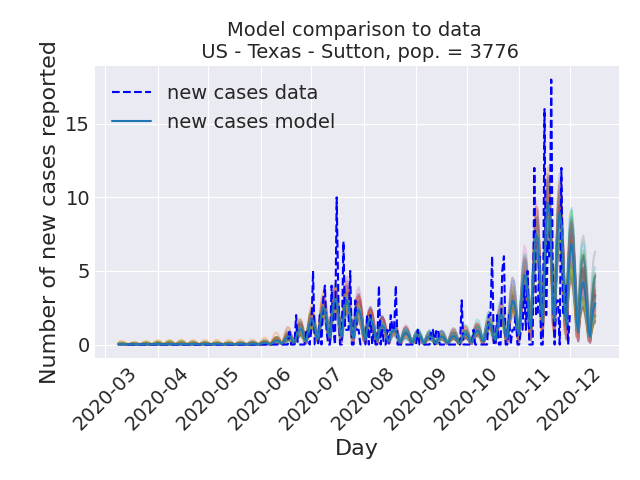 Model comparison to data
US - Texas - Sutton, pop. = 3776
new cases data
new cases model
Number of new cases reported
15
10
5
0
2020-03
2020-04
2020-05
2020-06
2020-07
2020-08
2020-09
2020-10
2020-11
2020-12
Day